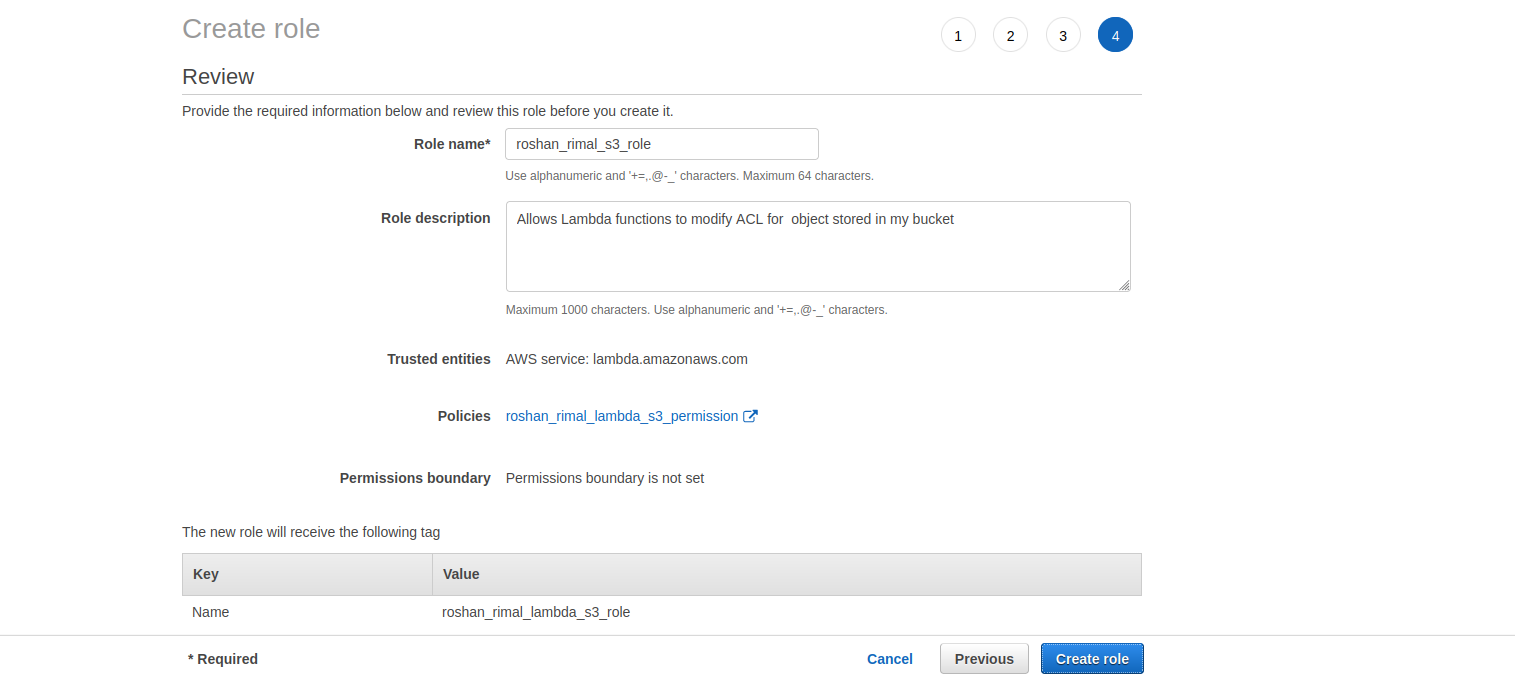 Create role
1 2 3 4
Review
Provide the required information below and review this role before you create it.
Role name* roshan_rimal_s3_role
Use alphanumeric and '+=,.@-_' characters. Maximum 64 characters.
Role description Allows Lambda functions to modify ACL for  object stored in my bucket
Maximum 1000 characters. Use alphanumeric and '+=,.@-_' characters.
Trusted entities AWS service: lambda.amazonaws.com
Policies roshan_rimal_lambda_s3_permission
Permissions boundary Permissions boundary is not set
The new role will receive the following tag
Key Value
Name roshan_rimal_lambda_s3_role
* Required Cancel Previous Create role